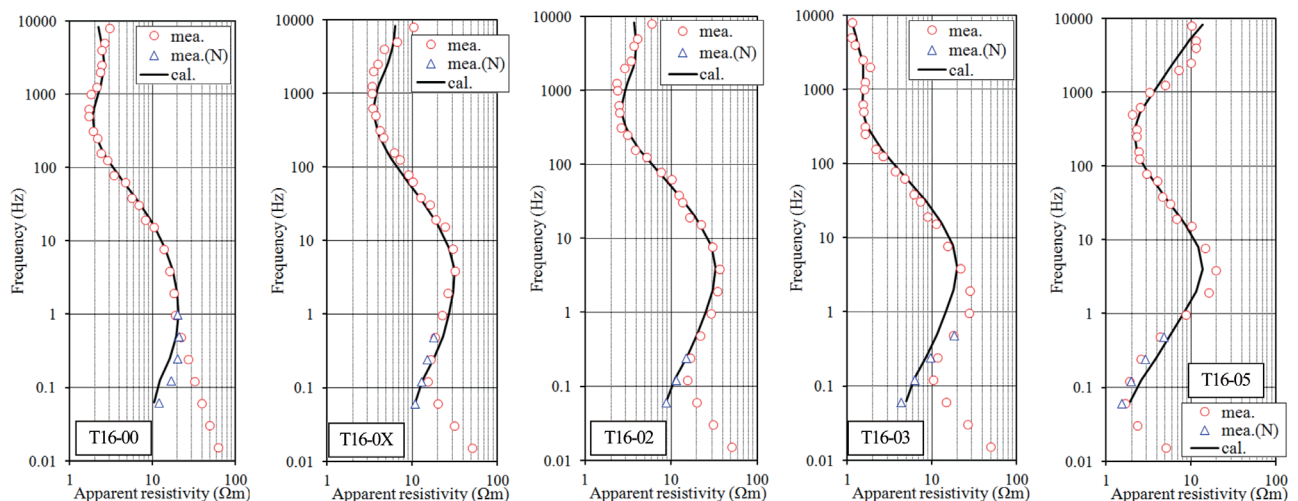 10000
1000
100
10
1
0.1
0.01
Frequency (Hz)
mea.
mea.(N)
cal.
T16-00
1 10 100
Apparent resistivity (Ωm)
10000
1000
100
10
1
0.1
0.01
Frequency (Hz)
mea.
mea.(N)
cal.
T16-0X
1 10 100
Apparent resistivity (Ωm)
10000
1000
100
10
1
0.1
0.01
Frequency (Hz)
mea.
mea.(N)
cal.
T16-02
1 10 100
Apparent resistivity (Ωm)
10000
1000
100
10
1
0.1
0.01
Frequency (Hz)
mea.
mea.(N)
cal.
T16-03
1 10 100
Apparent resistivity (Ωm)
10000
1000
100
10
1
0.1
0.01
Frequency (Hz)
T16-05
mea.
mea.(N)
cal.
1 10 100
Apparent resistivity (Ωm)